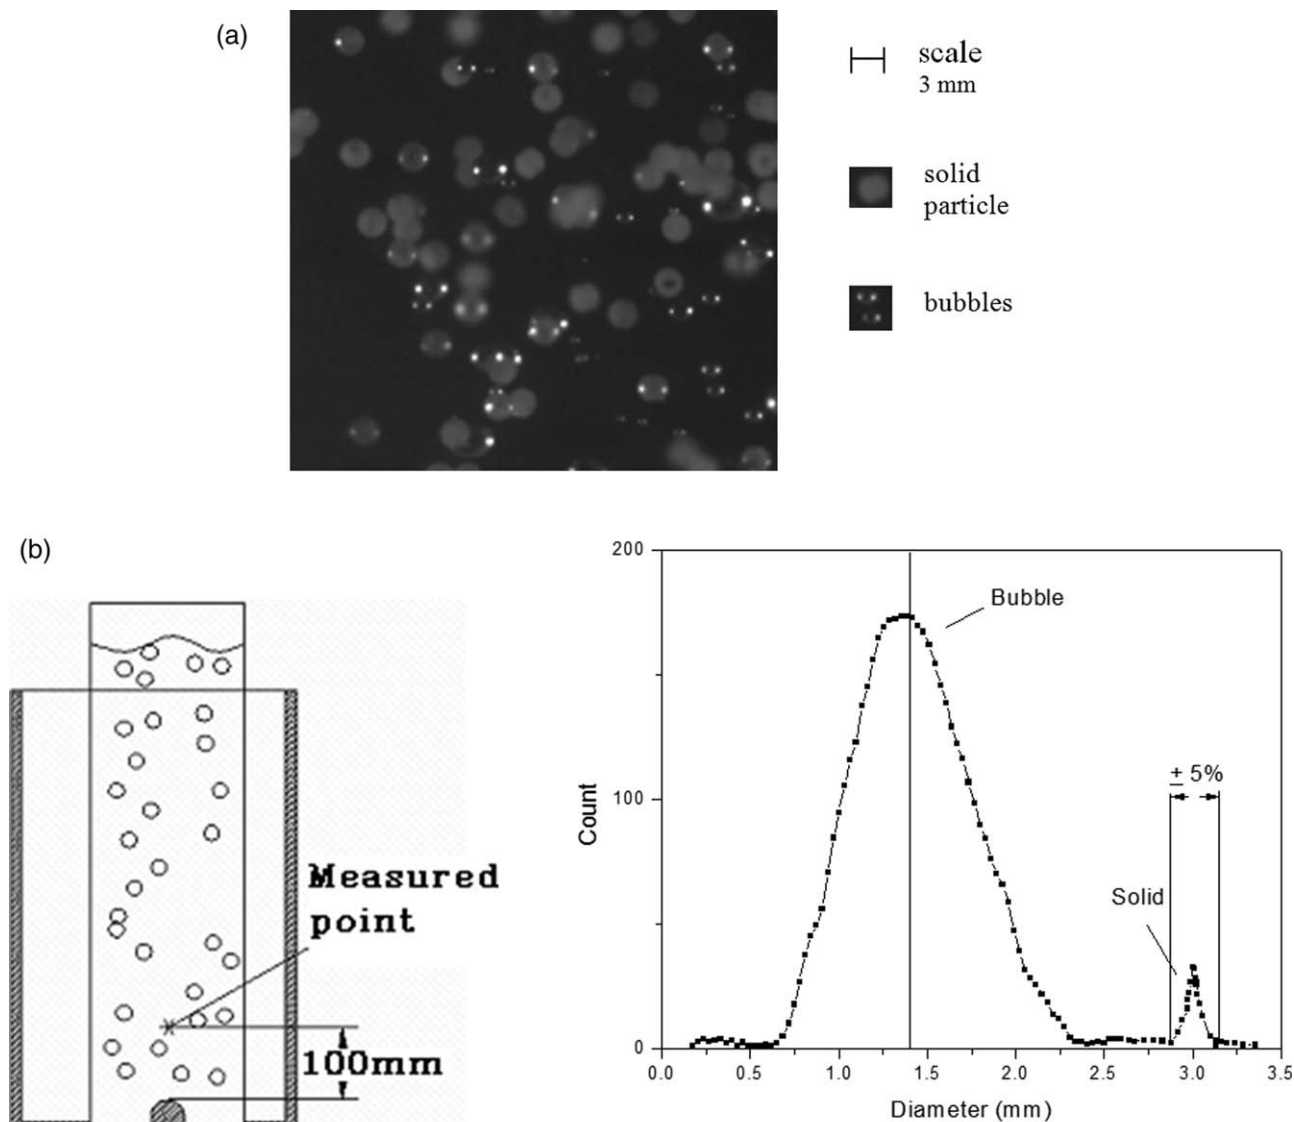 (a)
scale
3 mm
solid
particle
bubbles
(b)
Measured
point
100mm
200
100
0
Count
Bubble
± 5%
Solid
0.0 0.5 1.0 1.5 2.0 2.5 3.0 3.5
Diameter (mm)